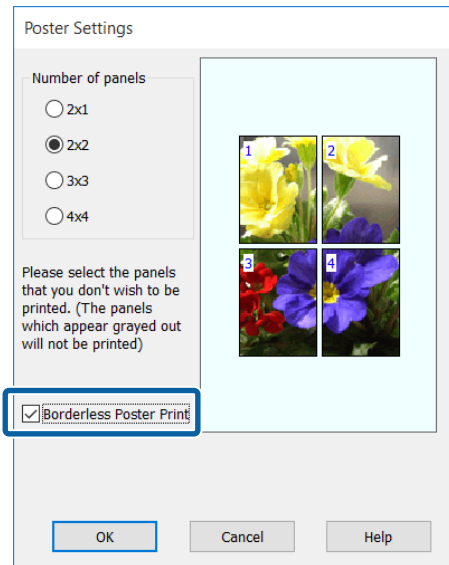 Poster Settings
Number of panels
2x1
2x2
3x3
4x4
1
2
3
4
Please select the panels
that you don't wish to be
printed. (The panels
which appear grayed out
will not be printed)
Borderless Poster Print
OK
Cancel
Help